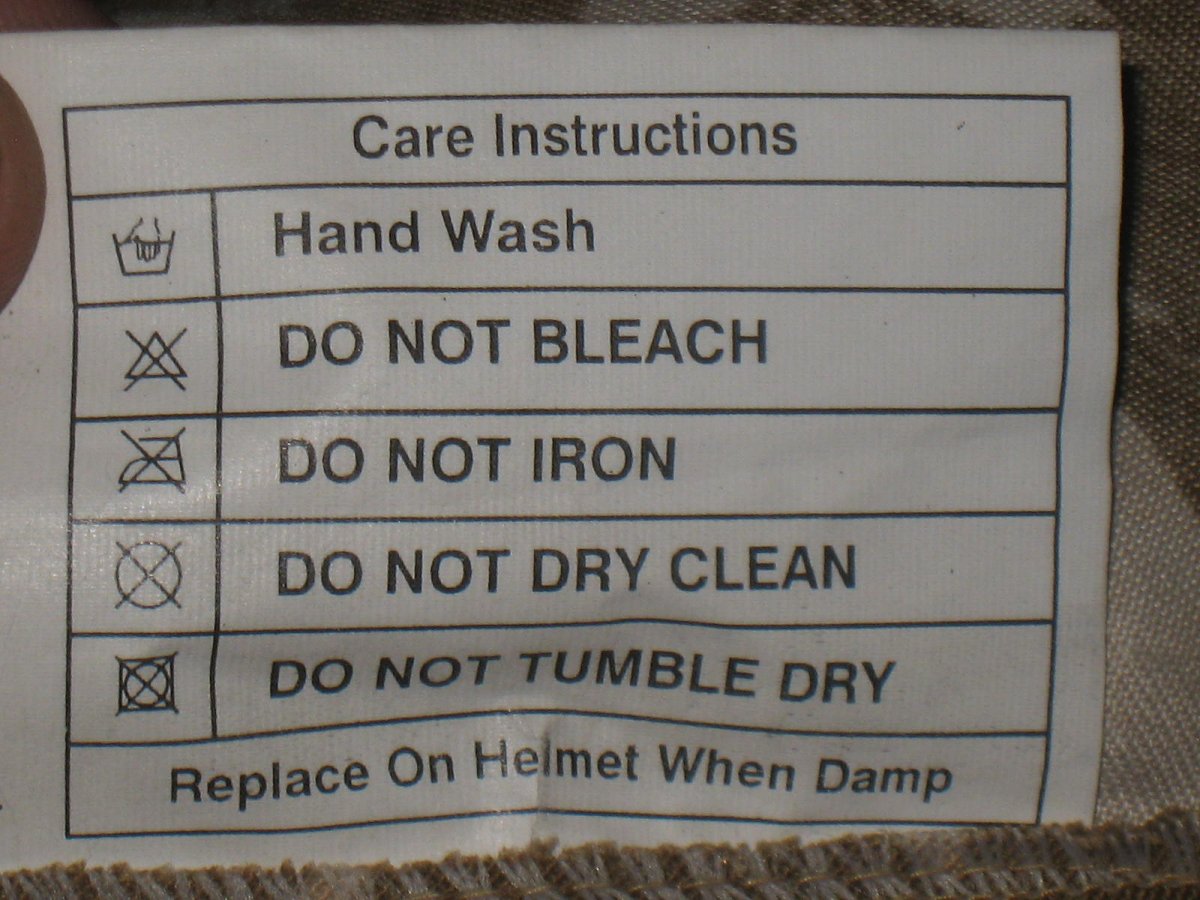 Care Instructions
Hand Wash
DO NOT BLEACH
DO NOT IRON
DO NOT DRY CLEAN
DO NOT TUMBLE DRY
Replace On Helmet When Damp